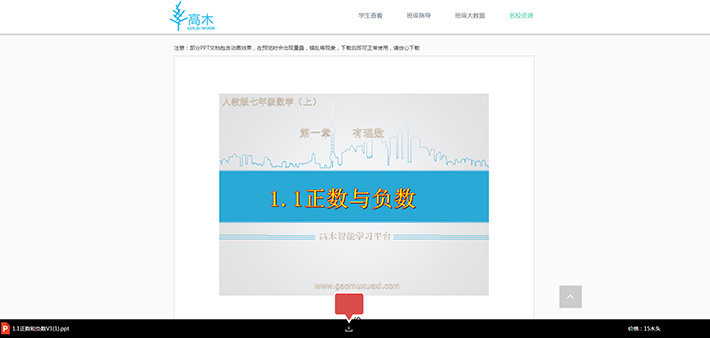 高木
GOLD-WOOD
学生查看 班级指导 班级大数据 名校资源
注意：部分PPT文档包含动画效果，在预览时会出现重叠，错乱等现象，下载后即可正常使用，请放心下载
人教版七年级数学（上）
第一章 有理数
1.1正数与负数
高木智能学习平台
www.gaomuxuexi.com
1.1正数和负数V1(1).ppt 价格：15木头